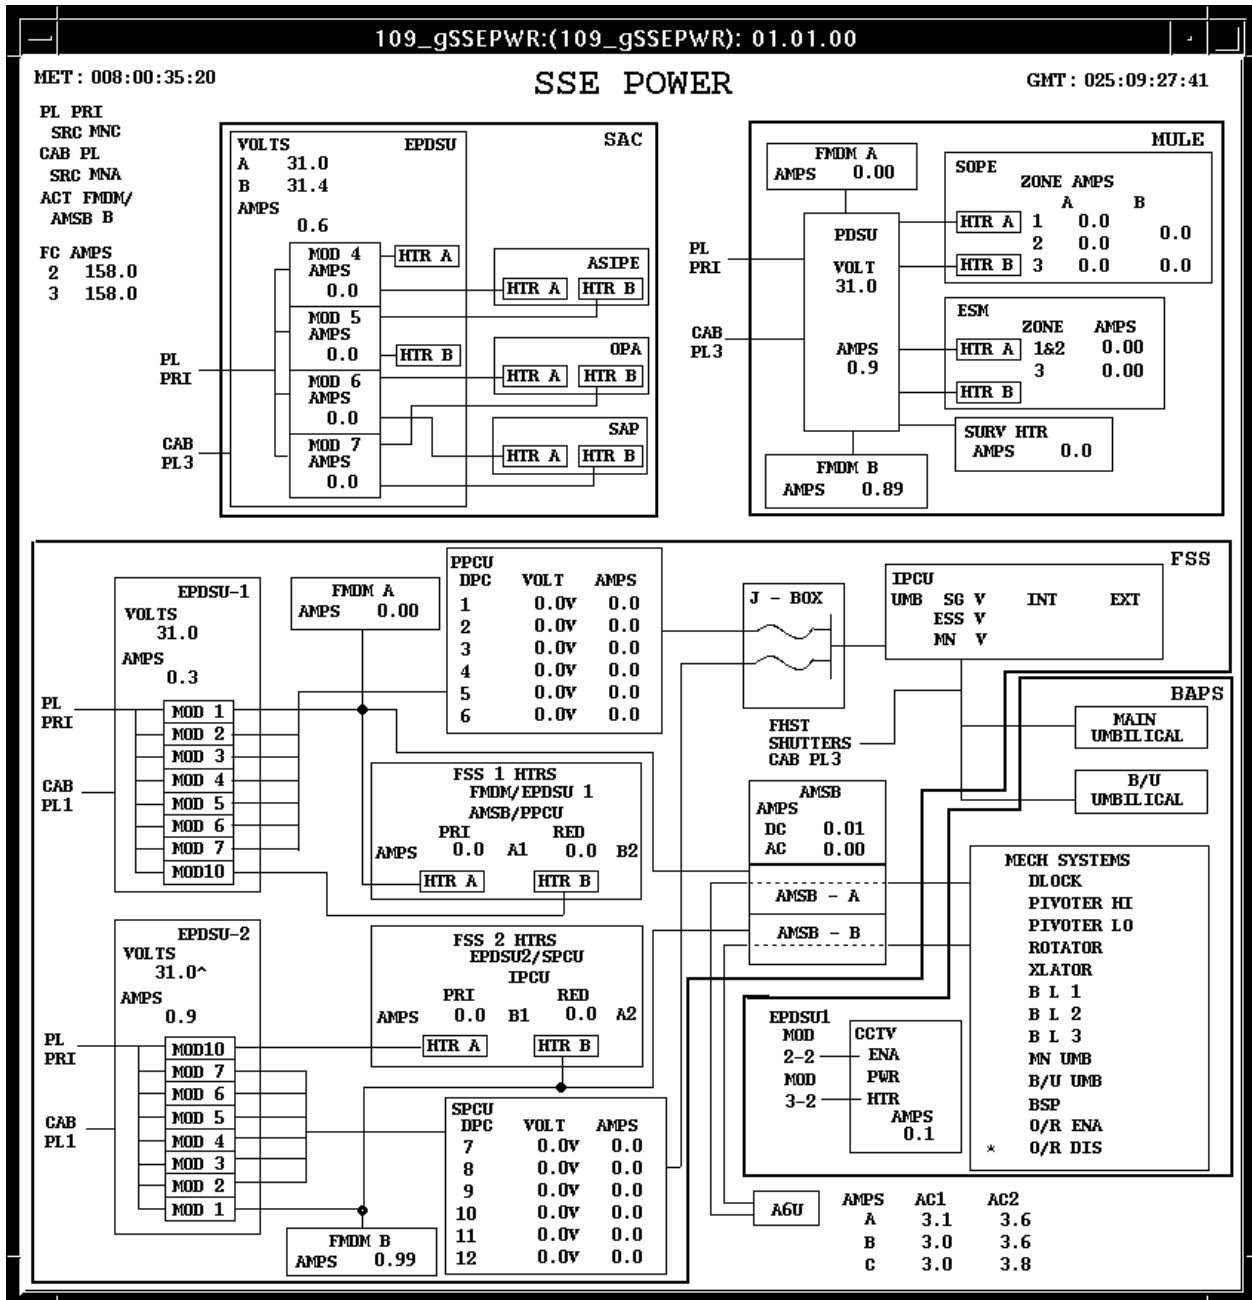 109_gSSEPWR:(109_gSSEPWR): 01.01.00
MET : 008:00:35:20
SSE POWER
GMT : 025:09:27:41
PL PRI
SRC MNC
CAB PL
SRC MNA
ACT FMDM/
AMSB B
FC AMPS
2 158.0
3 158.0
SAC
VOLTS EPDSU
A 31.0
B 31.4
AMPS
0.6
MOD 4
AMPS
0.0
HTR A
MOD 5
AMPS
0.0
HTR B
MOD 6
AMPS
0.0
MOD 7
AMPS
0.0
PL
PRI
CAB
PL3
ASIPE
HTR A HTR B
OPA
HTR A HTR B
SAP
HTR A HTR B
MULE
FMDM A
AMPS 0.00
PL
PRI
CAB
PL3
PDSU
VOLT
31.0
AMPS
0.9
FMDM B
AMPS 0.89
SOPE
ZONE AMPS
A B
HTR A 1 0.0
0.0
2 0.0
HTR B 3 0.0 0.0
ESM
ZONE AMPS
HTR A 1&2 0.00
3 0.00
HTR B
SURV HTR
AMPS 0.0
FSS
EPDSU-1
VOLTS
31.0
AMPS
0.3
PL
PRI
CAB
PL1
MOD 1
MOD 2
MOD 3
MOD 4
MOD 5
MOD 6
MOD 7
MOD10
FMDM A
AMPS 0.00
PPCU
DPC VOLT AMPS
1 0.0v 0.0
2 0.0v 0.0
3 0.0v 0.0
4 0.0v 0.0
5 0.0v 0.0
6 0.0v 0.0
J - BOX
IPCU
UMB SG V INT EXT
ESS V
MN V
FHST
SHUTTERS
CAB PL3
BAPS
MAIN
UMBILICAL
B/U
UMBILICAL
FSS 1 HTRS
FMDM/EPDSU 1
AMSB/PPCU
PRI RED
AMPS 0.0 A1 0.0 B2
HTR A HTR B
AMSB
AMPS
DC 0.01
AC 0.00
AMSB - A
AMSB - B
MECH SYSTEMS
DLOCK
PIVOTER HI
PIVOTER LO
ROTATOR
XLATOR
B L 1
B L 2
B L 3
MN UMB
B/U UMB
BSP
O/R ENA
* O/R DIS
EPDSU-2
VOLTS
31.0^
AMPS
0.9
PL
PRI
CAB
PL1
MOD10
MOD 7
MOD 6
MOD 5
MOD 4
MOD 3
MOD 2
MOD 1
FSS 2 HTRS
EPDSU2/SPCU
IPCU
PRI RED
AMPS 0.0 B1 0.0 A2
HTR A HTR B
FMDM B
AMPS 0.99
SPCU
DPC VOLT AMPS
7 0.0v 0.0
8 0.0v 0.0
9 0.0v 0.0
10 0.0v 0.0
11 0.0v 0.0
12 0.0v 0.0
EPDSU1
MOD
2-2
MOD
3-2
CCTV
ENA
PWR
HTR
AMPS
0.1
A6U
AMPS AC1 AC2
A 3.1 3.6
B 3.0 3.6
C 3.0 3.8